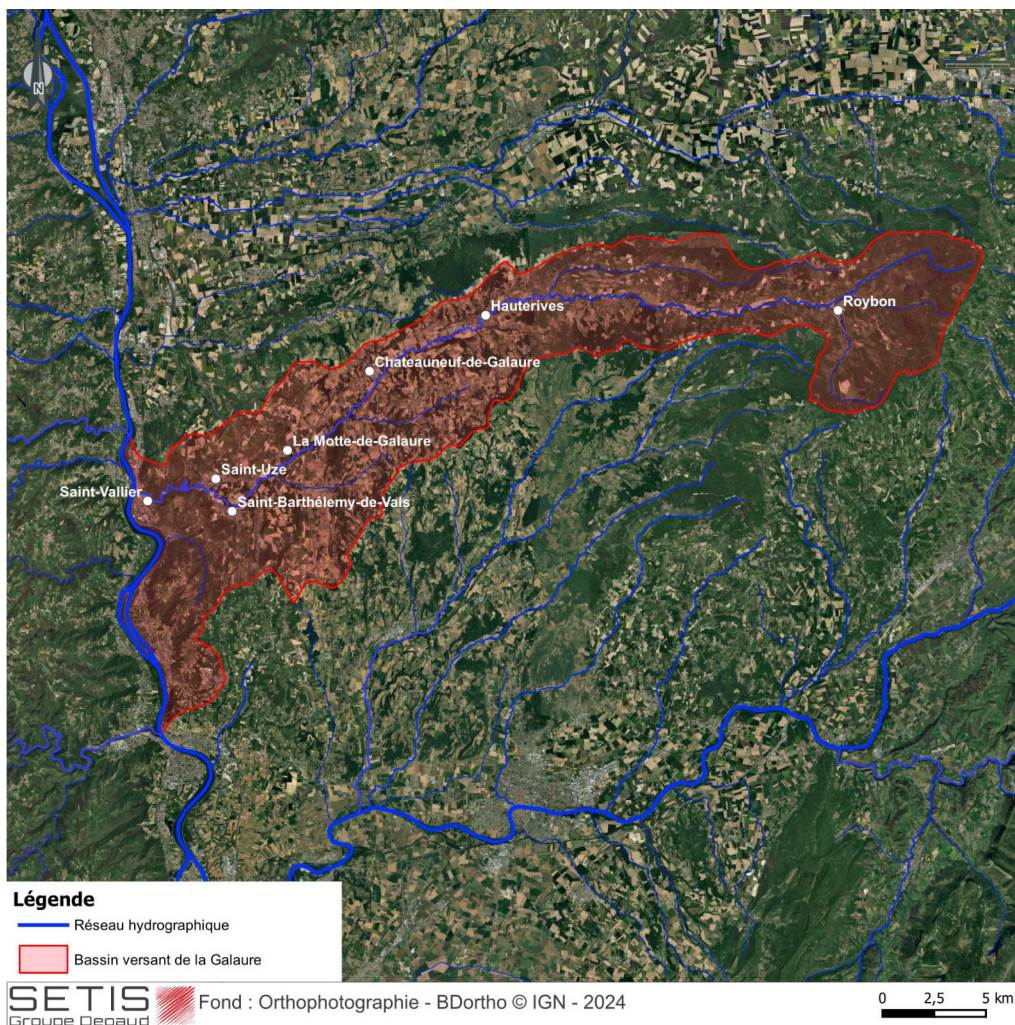 N
Hauterives
Roybon
Chateauneuf-de-Galaure
La Motte-de-Galaure
Saint-Uze
Saint-Vallier
Saint-Barthélemy-de-Vals
Légende
Réseau hydrographique
Bassin versant de la Galaure
SETIS
Groupe Degaud
Fond : Orthophotographie - BDortho © IGN - 2024
0 2,5 5 km